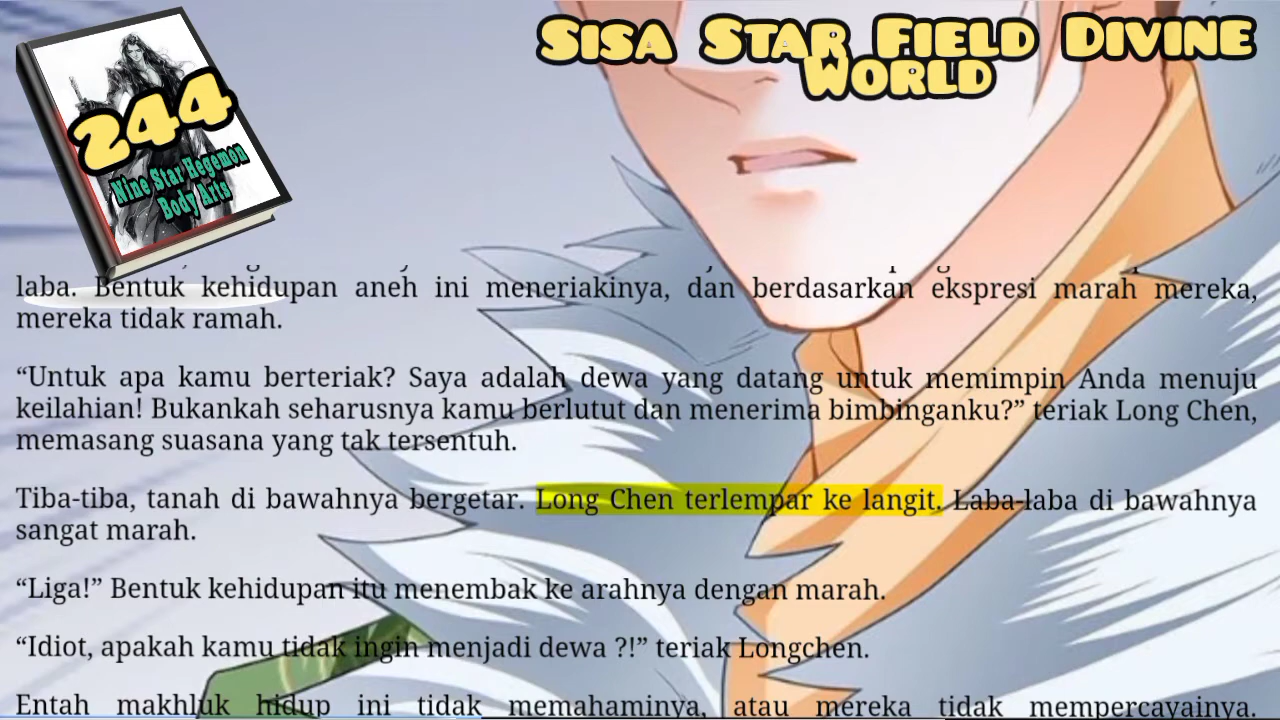 Sisa Star Field Divine
World
244
Nine Star Hegemon
Body Arts
laba. Bentuk kehidupan aneh ini meneriakinya, dan berdasarkan ekspresi marah mereka,
mereka tidak ramah.
“Untuk apa kamu berteriak? Saya adalah dewa yang datang untuk memimpin Anda menuju
keilahian! Bukankah seharusnya kamu berlutut dan menerima bimbinganku?” teriak Long Chen,
memasang suasana yang tak tersentuh.
Tiba-tiba, tanah di bawahnya bergetar. Long Chen terlempar ke langit. Laba-laba di bawahnya
sangat marah.
“Liga!” Bentuk kehidupan itu menembak ke arahnya dengan marah.
“Idiot, apakah kamu tidak ingin menjadi dewa ?!” teriak Longchen.
Entah makhluk hidup ini tidak memahaminya, atau mereka tidak mempercayainya.